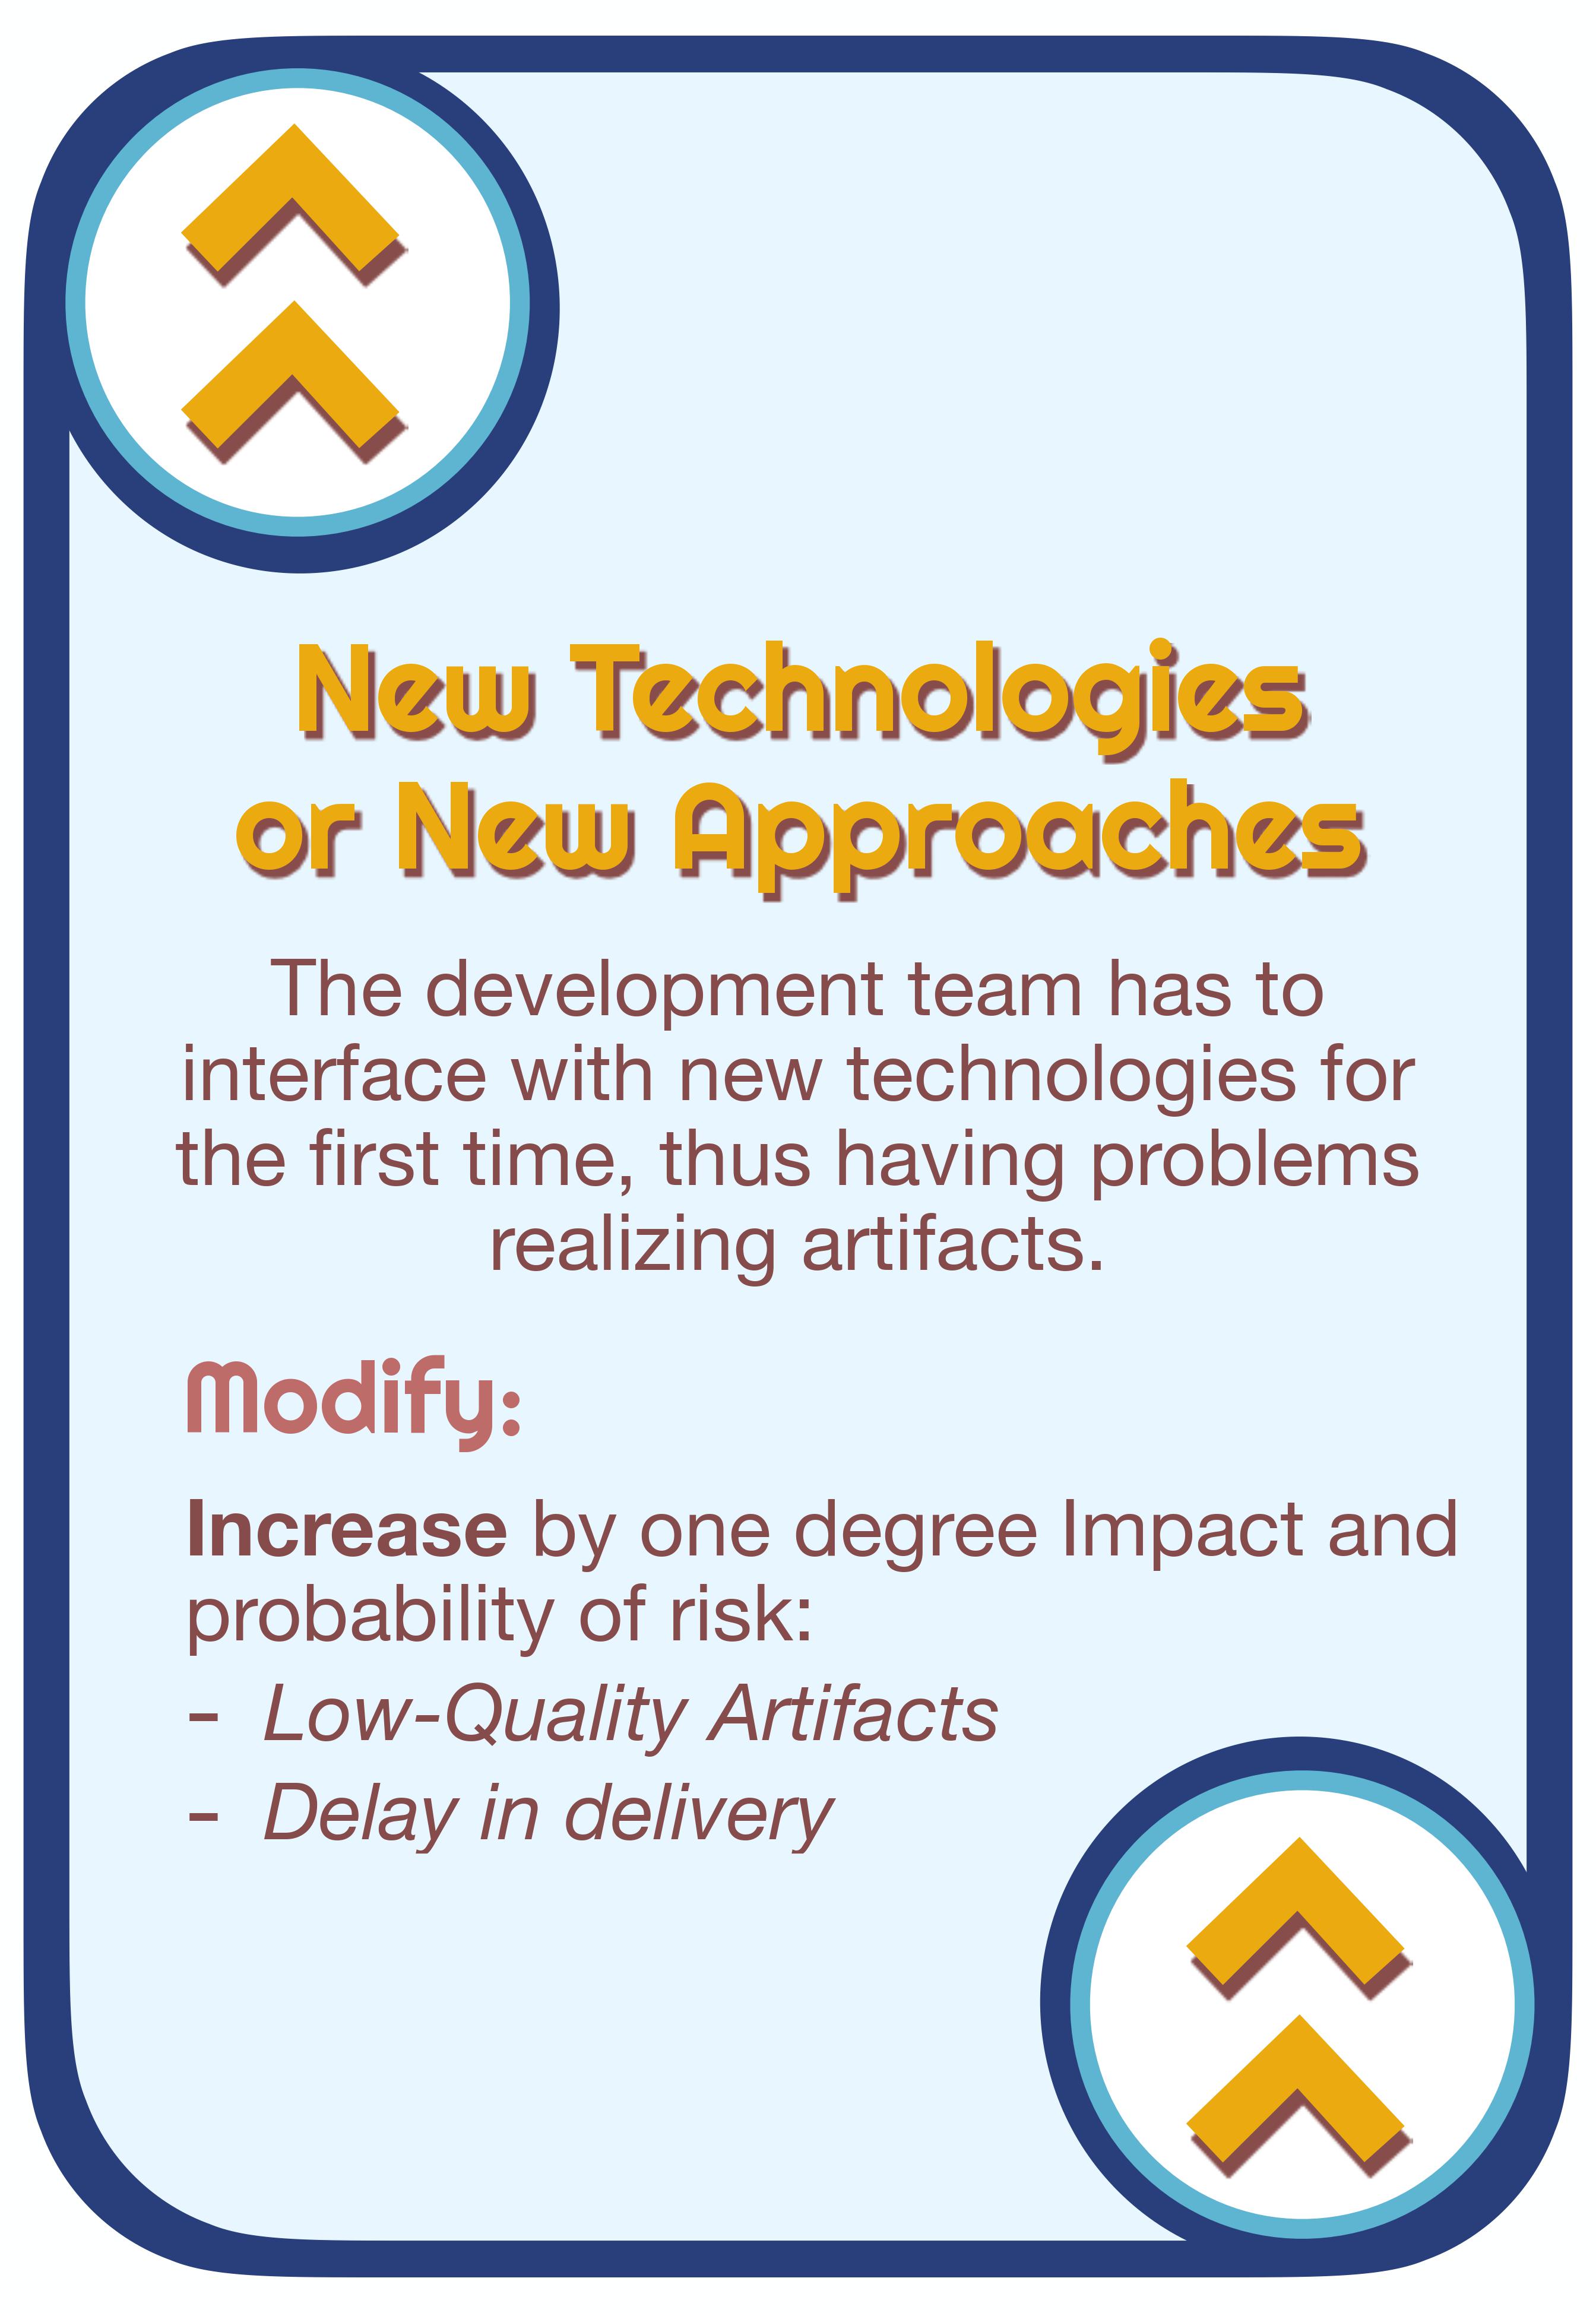 New Technologies
or New Approaches
The development team has to
interface with new technologies for
the first time, thus having problems
realizing artifacts.
Modify:
Increase by one degree Impact and
probability of risk:
- Low-Quality Artifacts
- Delay in delivery